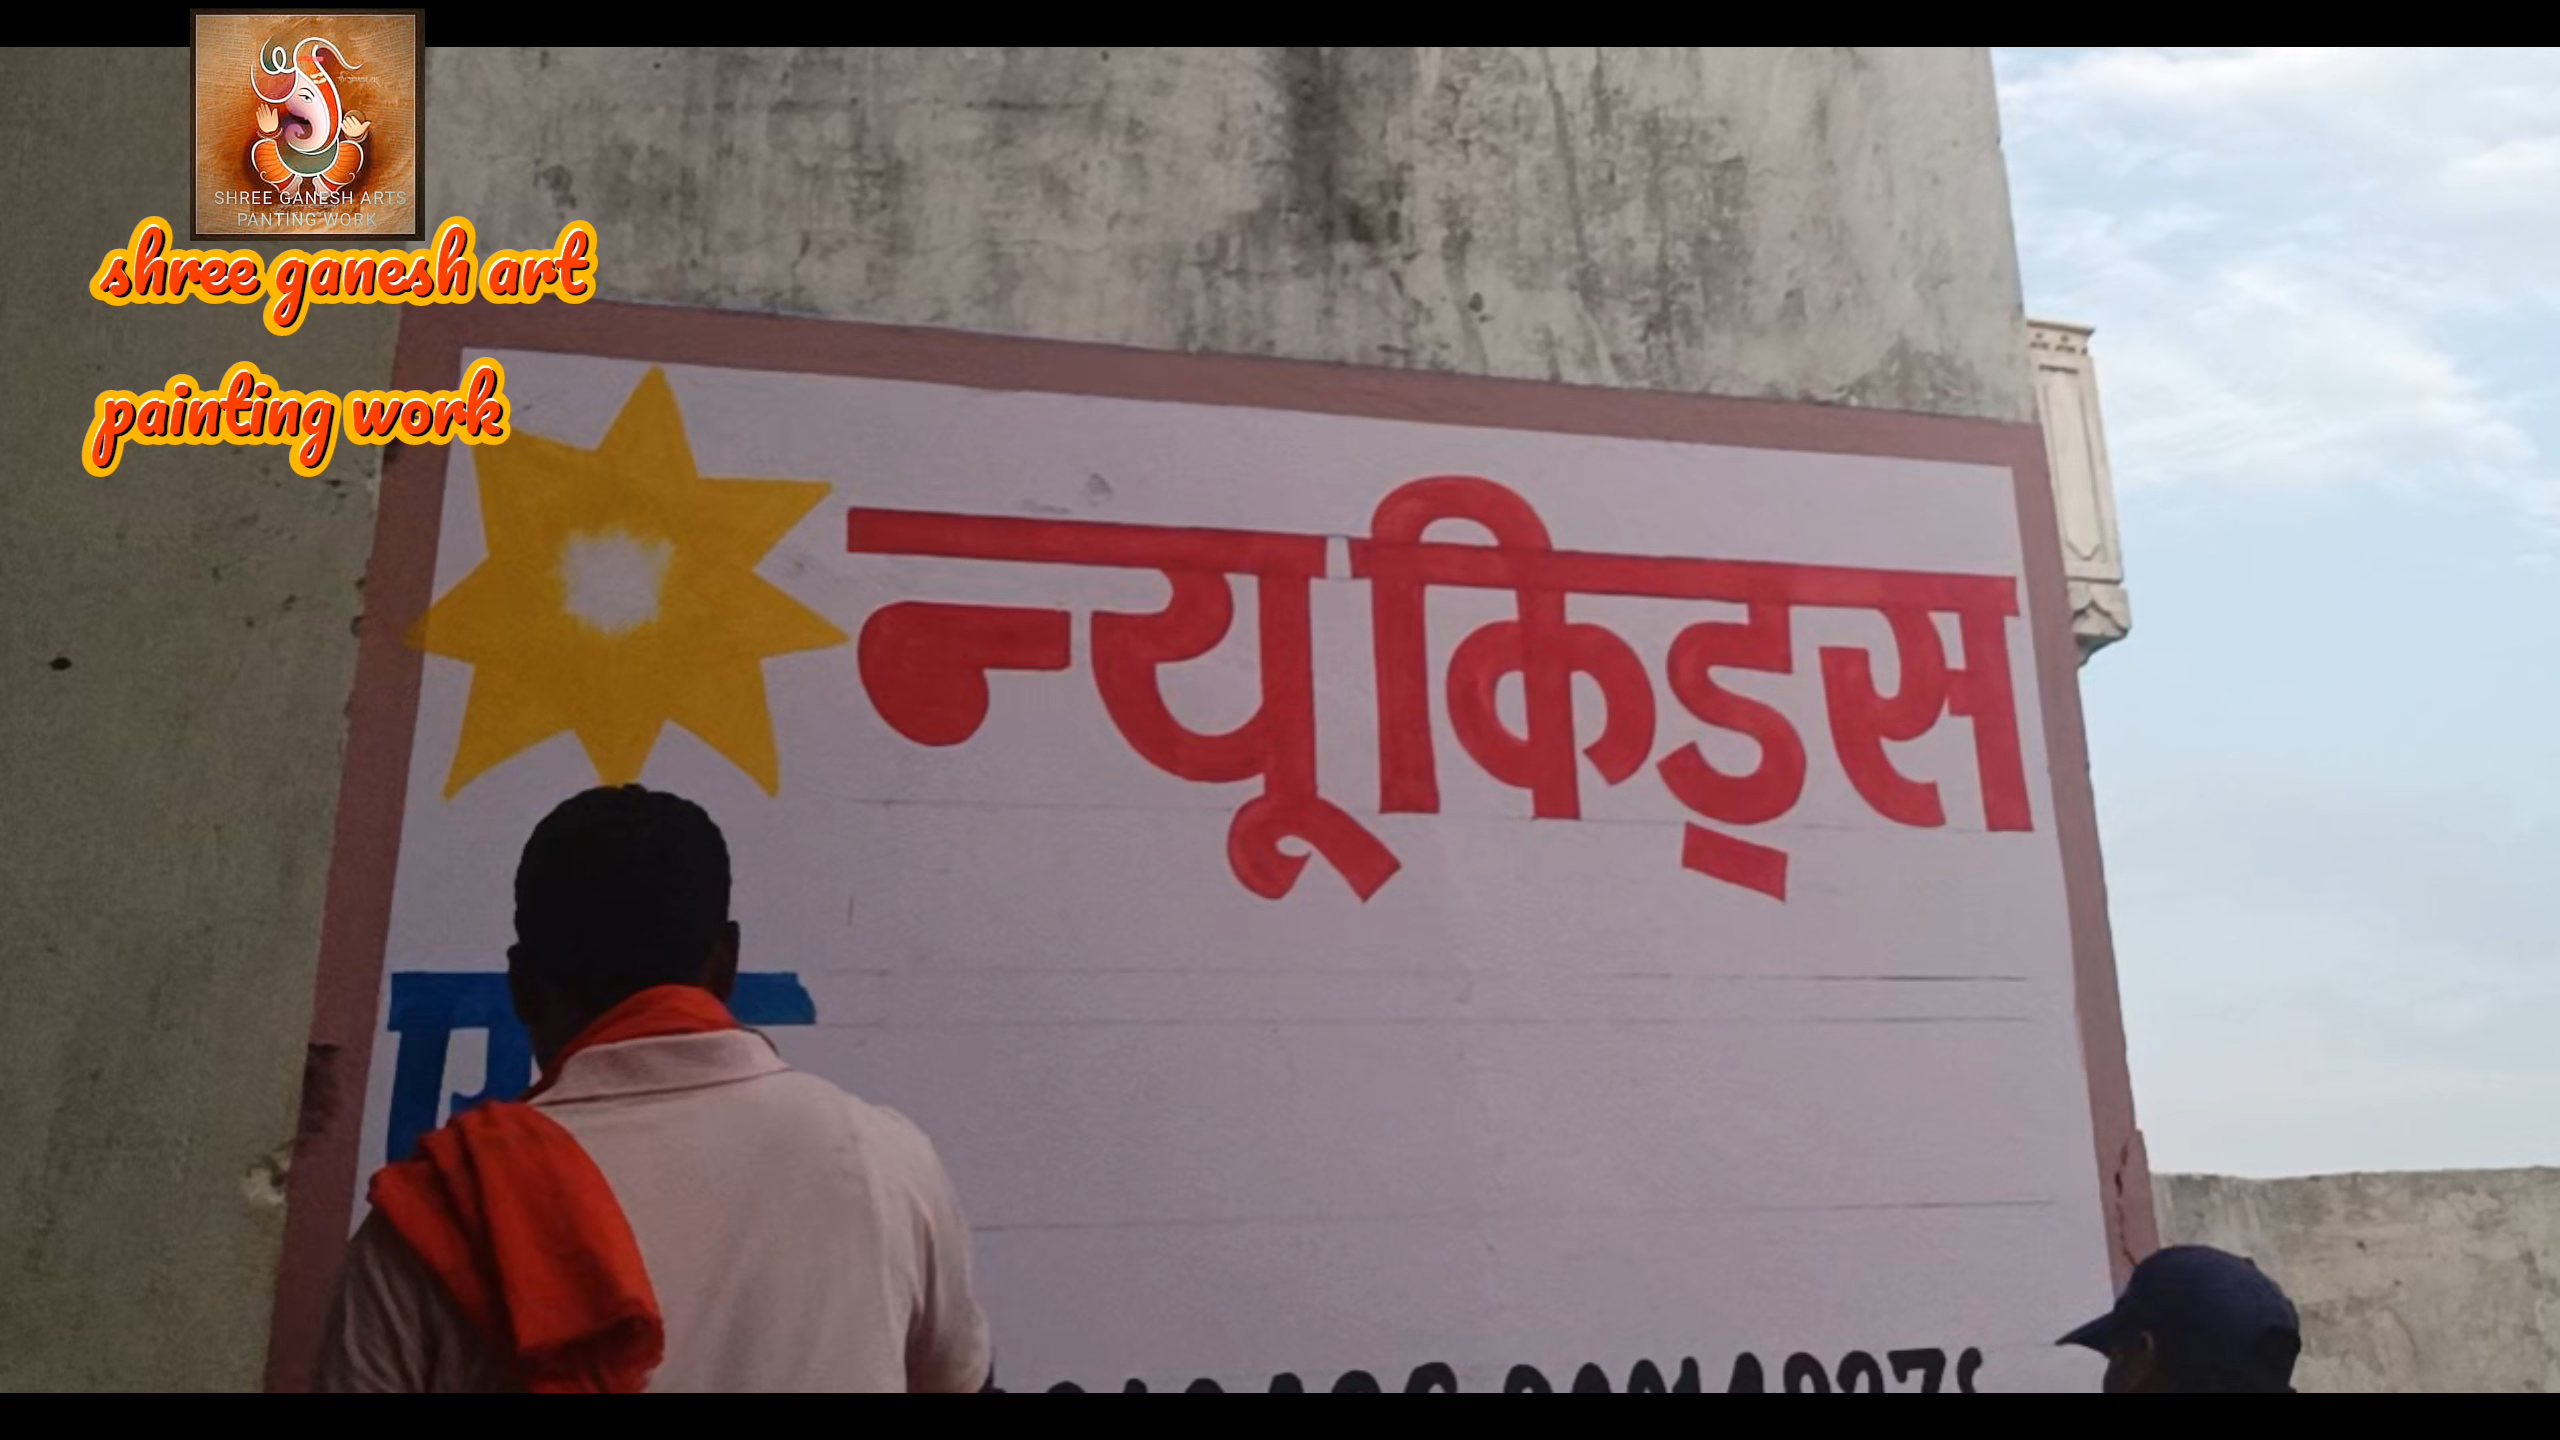 SHREE GANESH ARTS
PANTING WORK
shree ganesh art
painting work
न्यू किड्स